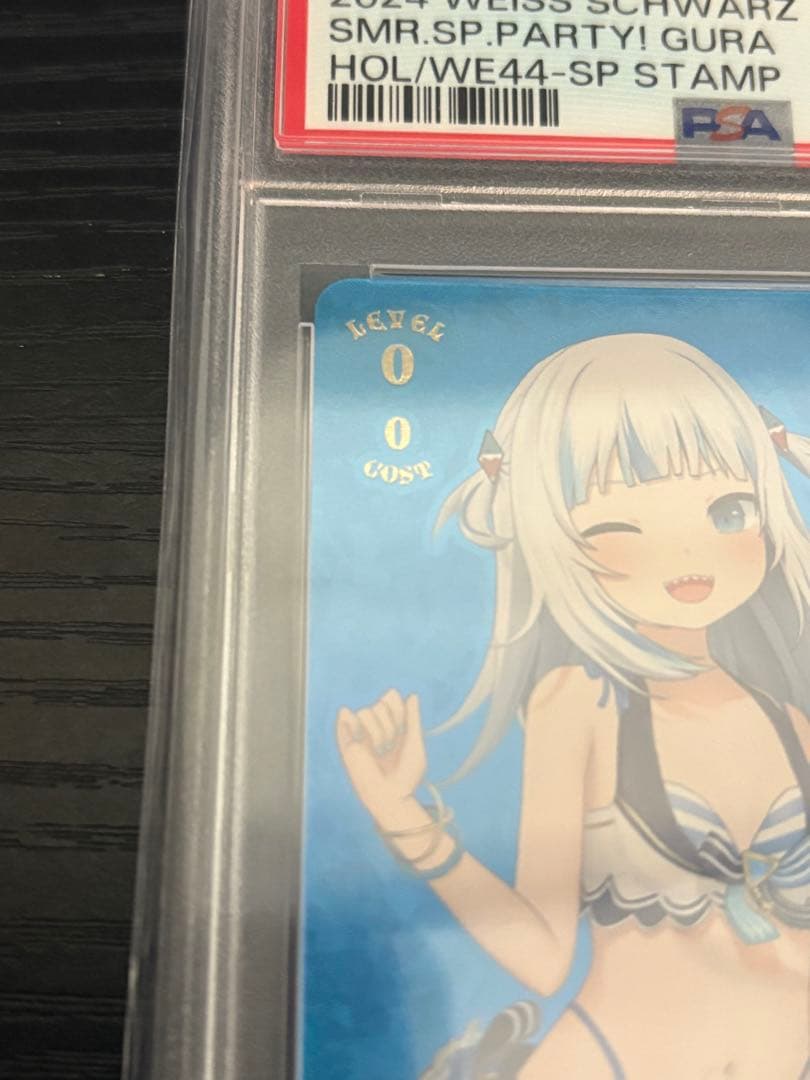 2024 WEISS SCHWARZ
SMR.SP.PARTY! GURA
HOL/WE44-SP STAMP
PSA
LEVEL
0
0
COST